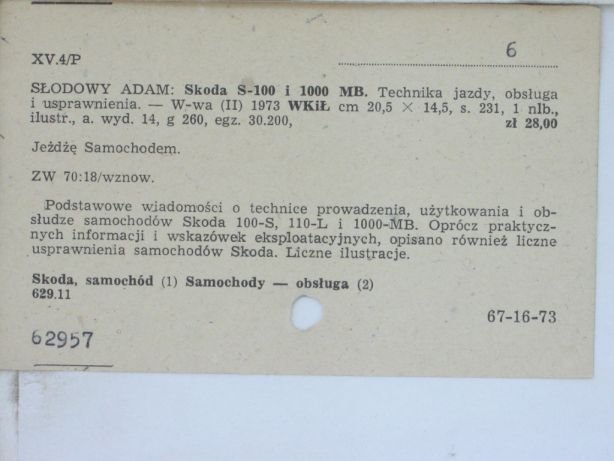 6
XV.4/P
SŁODOWY ADAM: Skoda S-100 i 1000 MB. Technika jazdy, obsługa
i usprawnienia. — W-wa (II) 1973 WKiŁ cm 20,5 × 14,5, s. 231, 1 nlb.,
ilustr., a. wyd. 14, g 260, egz. 30.200, zł 28,00
Jeżdżę Samochodem.
ZW 70:18/wznow.
Podstawowe wiadomości o technice prowadzenia, użytkowania i ob-
słudze samochodów Skoda 100-S, 110-L i 1000-MB. Oprócz praktycz-
nych informacji i wskazówek eksploatacyjnych, opisano również liczne
usprawnienia samochodów Skoda. Liczne ilustracje.
Skoda, samochód (1) Samochody — obsługa (2)
629.11
67-16-73
62957